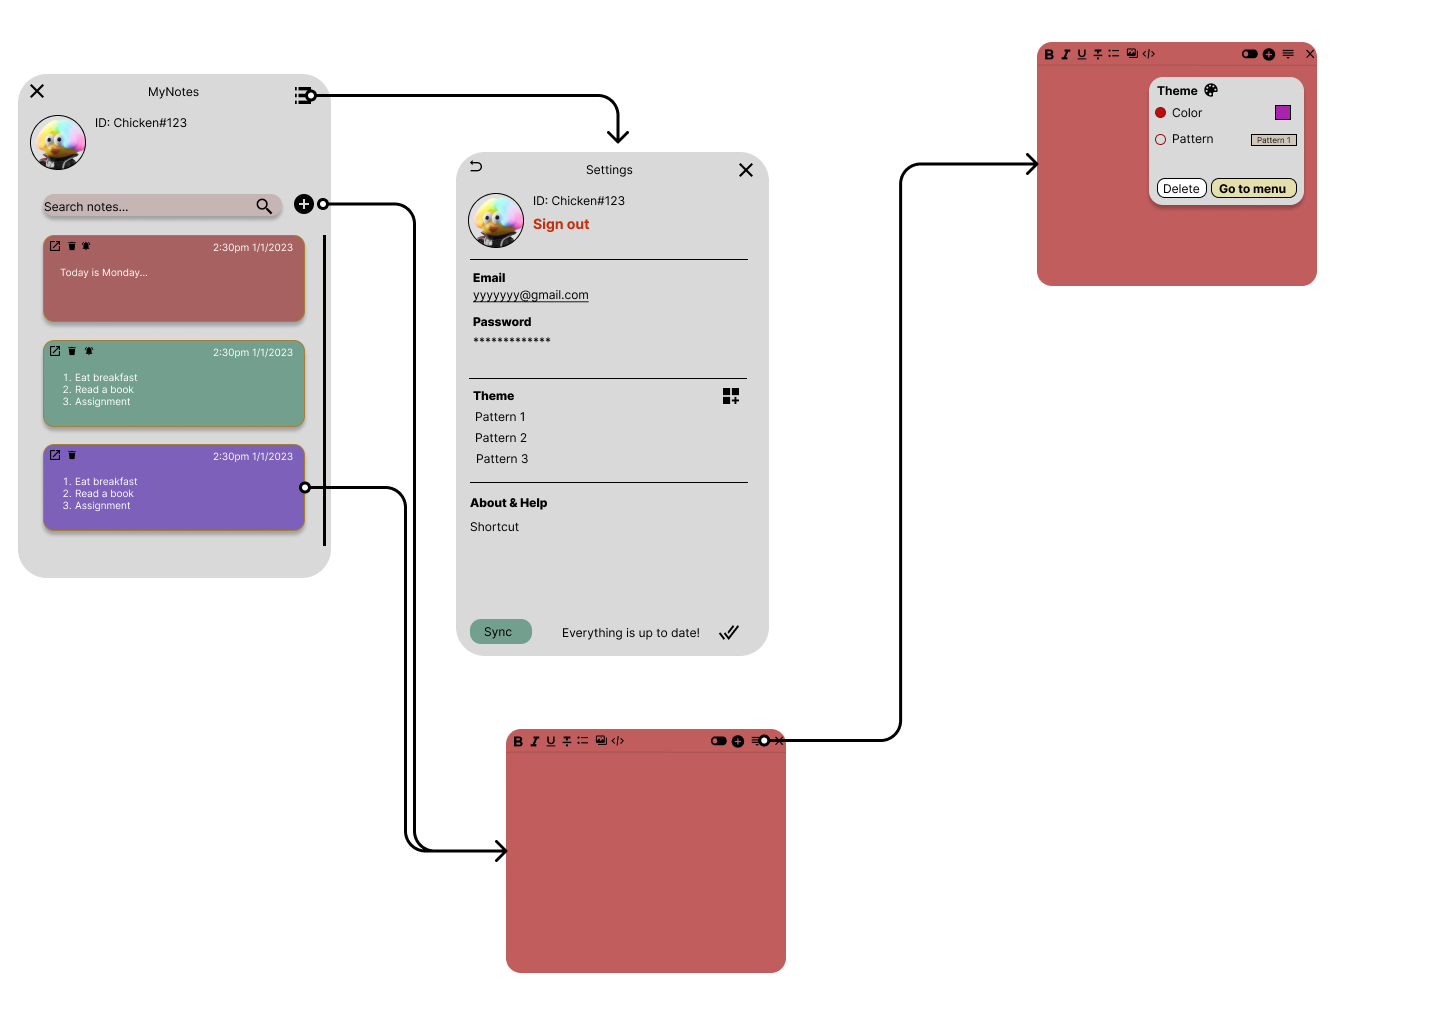 MyNotes
ID: Chicken#123
Search notes...
2:30pm 1/1/2023
Today is Monday...
2:30pm 1/1/2023
1. Eat breakfast
2. Read a book
3. Assignment
2:30pm 1/1/2023
1. Eat breakfast
2. Read a book
3. Assignment
Settings
ID: Chicken#123
Sign out
Email
yyyyyyy@gmail.com
Password
*************
Theme
Pattern 1
Pattern 2
Pattern 3
About & Help
Shortcut
Sync
Everything is up to date!
B I U T </>
B I U T </>
Theme
Color
Pattern
Pattern 1
Delete
Go to menu